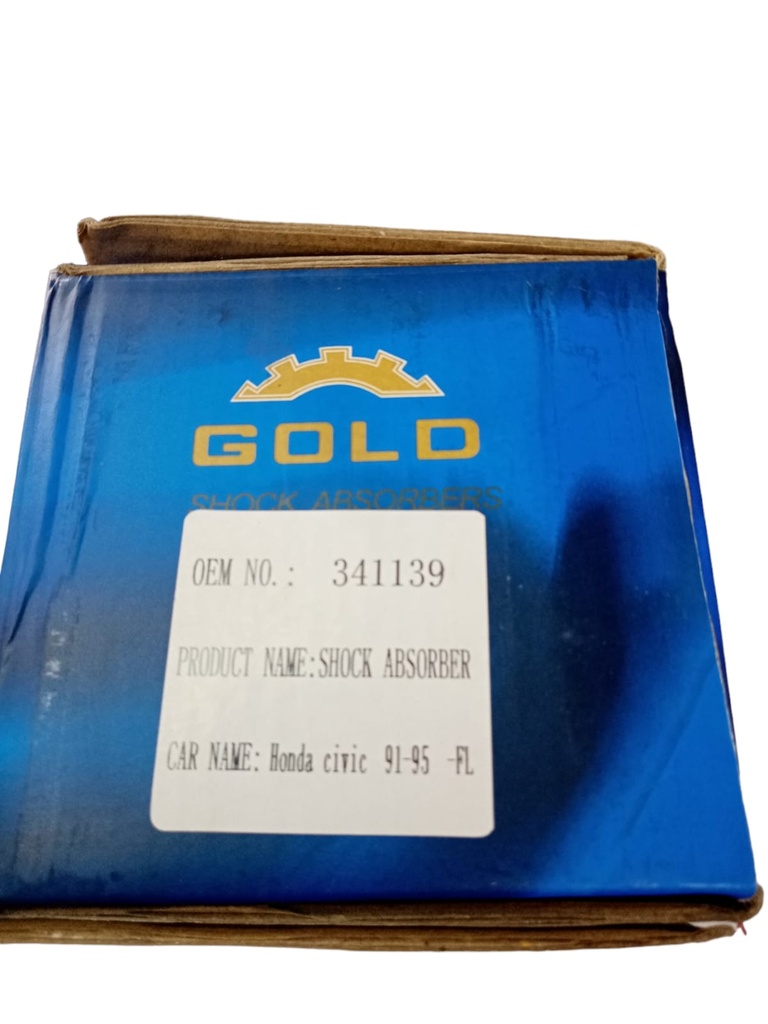 GOLD
SHOCK ABSORBERS
OEM NO.: 341139
PRODUCT NAME:SHOCK ABSORBER
CAR NAME: Honda civic 91-95 -FL